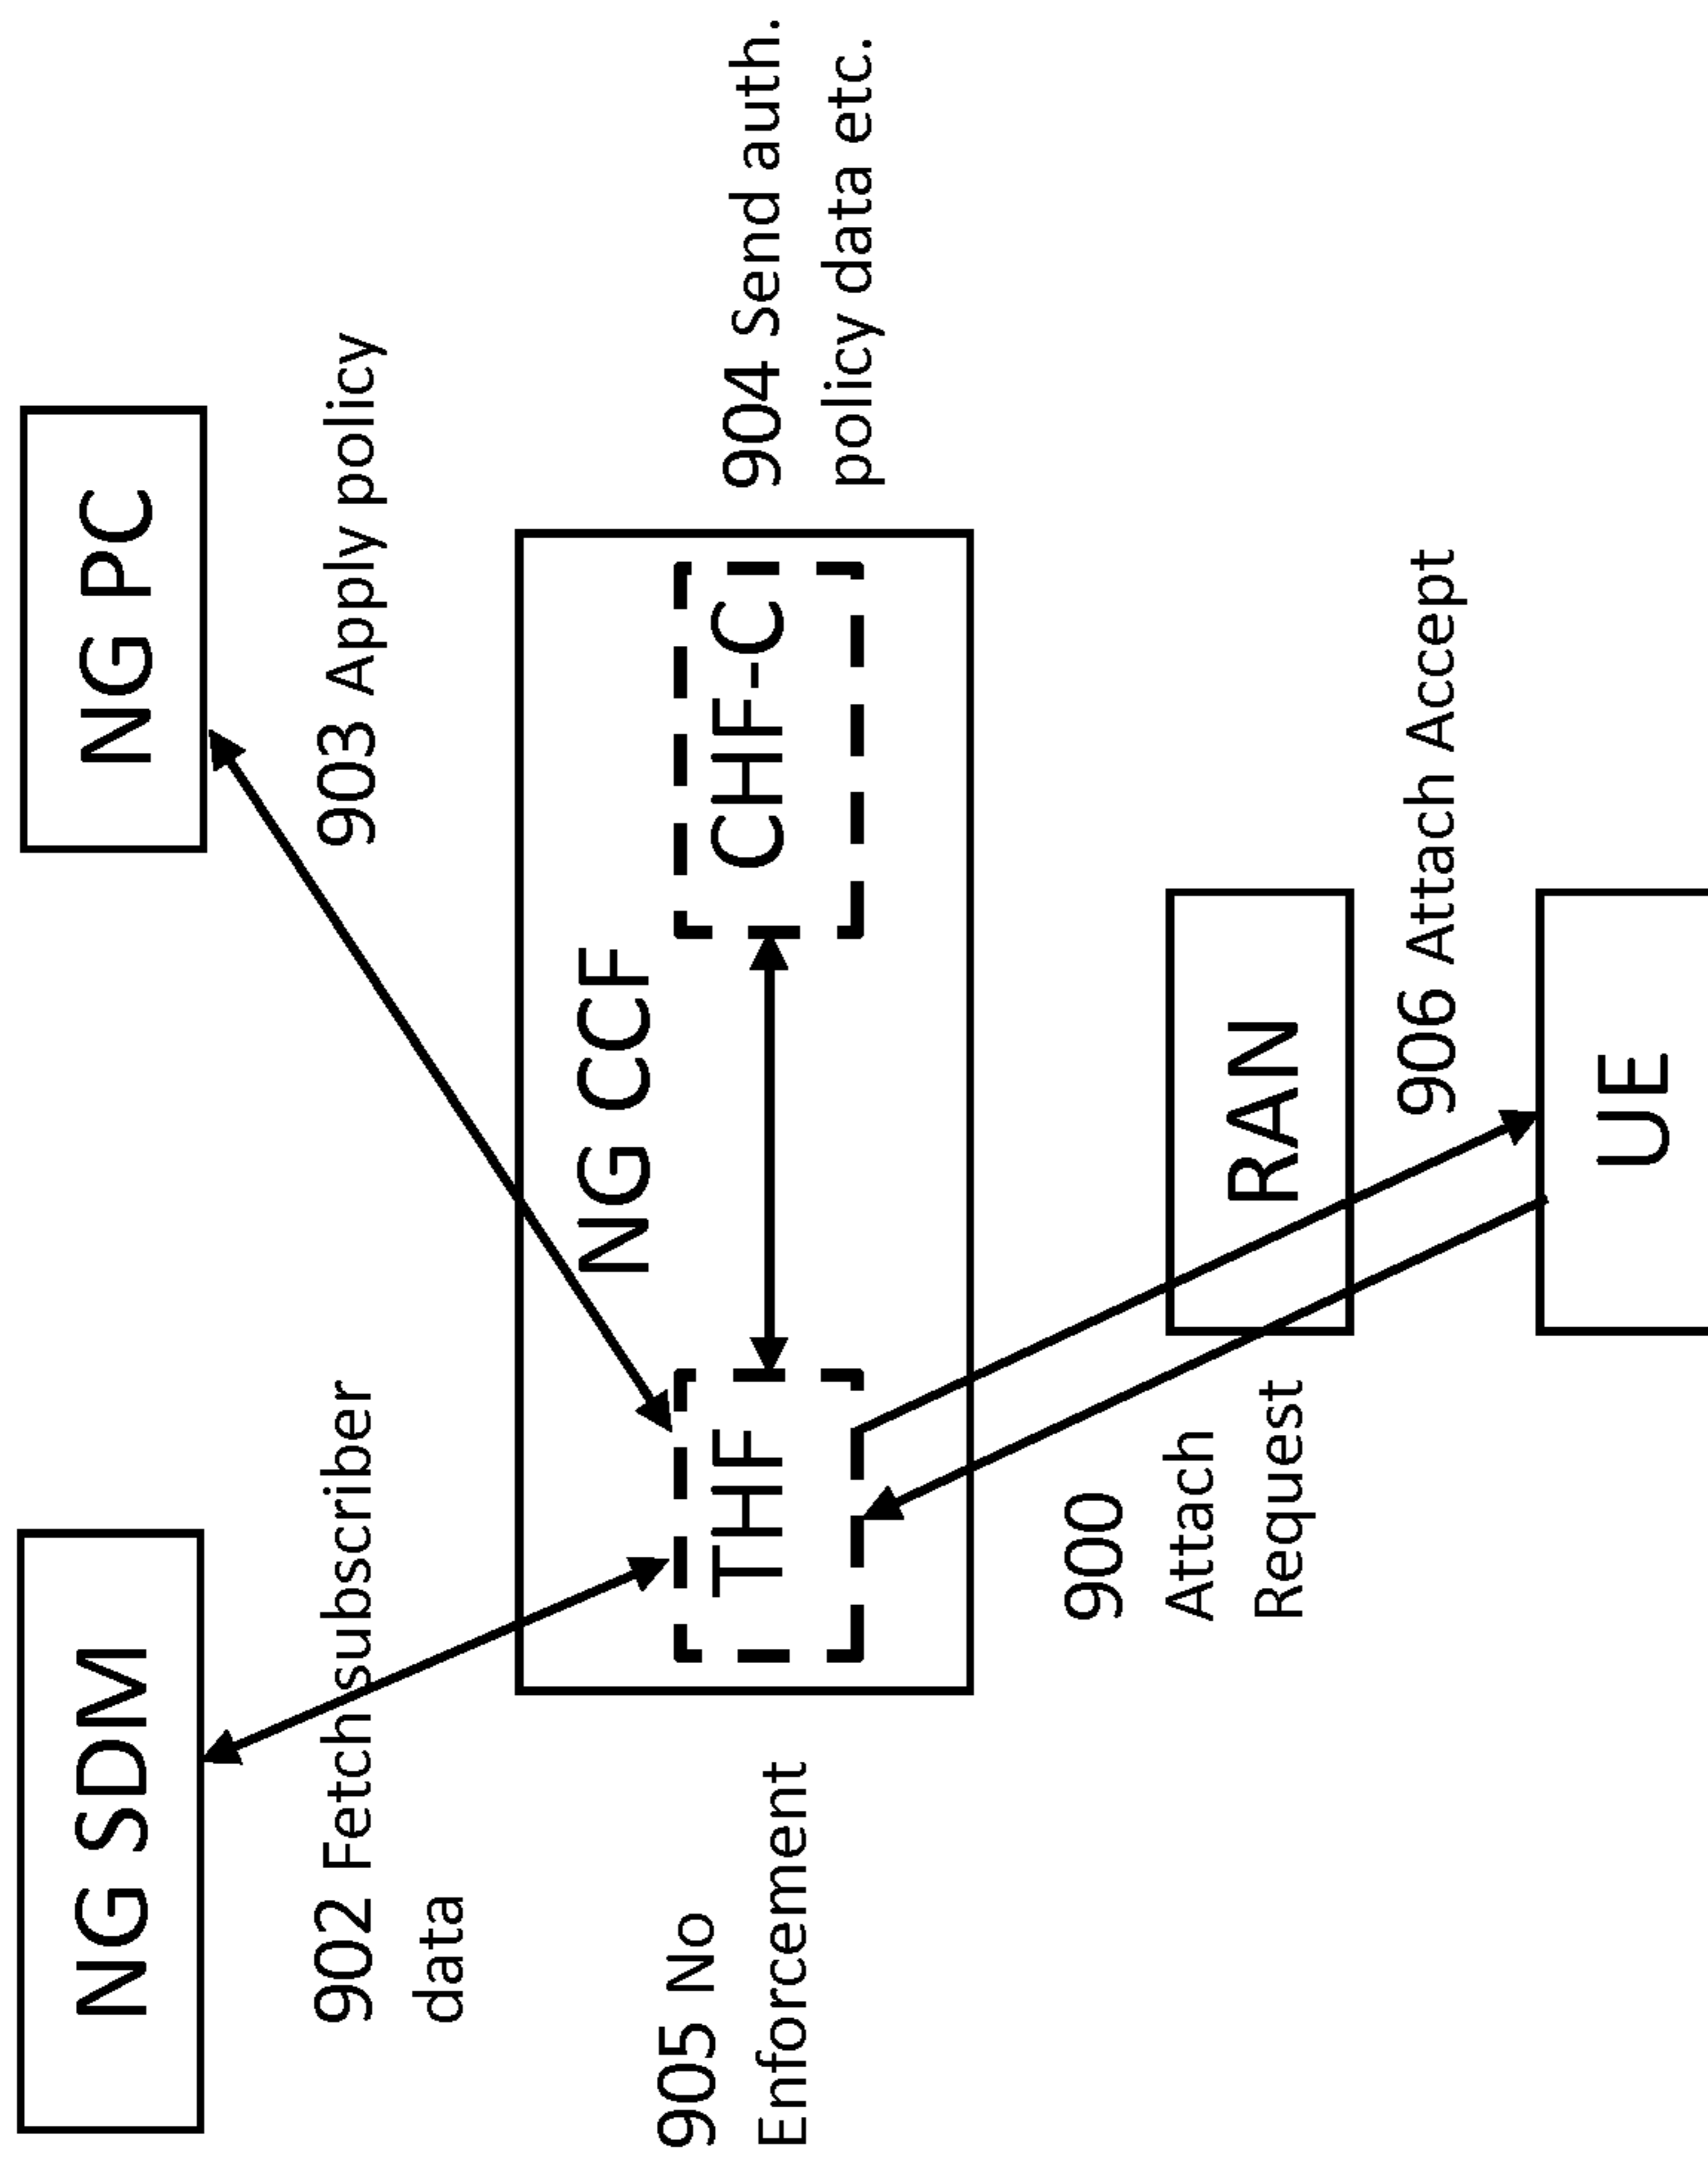 NG SDM
NG PC
902 Fetch subscriber
data
903 Apply policy
NG CCF
905 No
Enforcement
THF
CHF-C
904 Send auth.
policy data etc.
900
Attach
Request
RAN
906 Attach Accept
UE